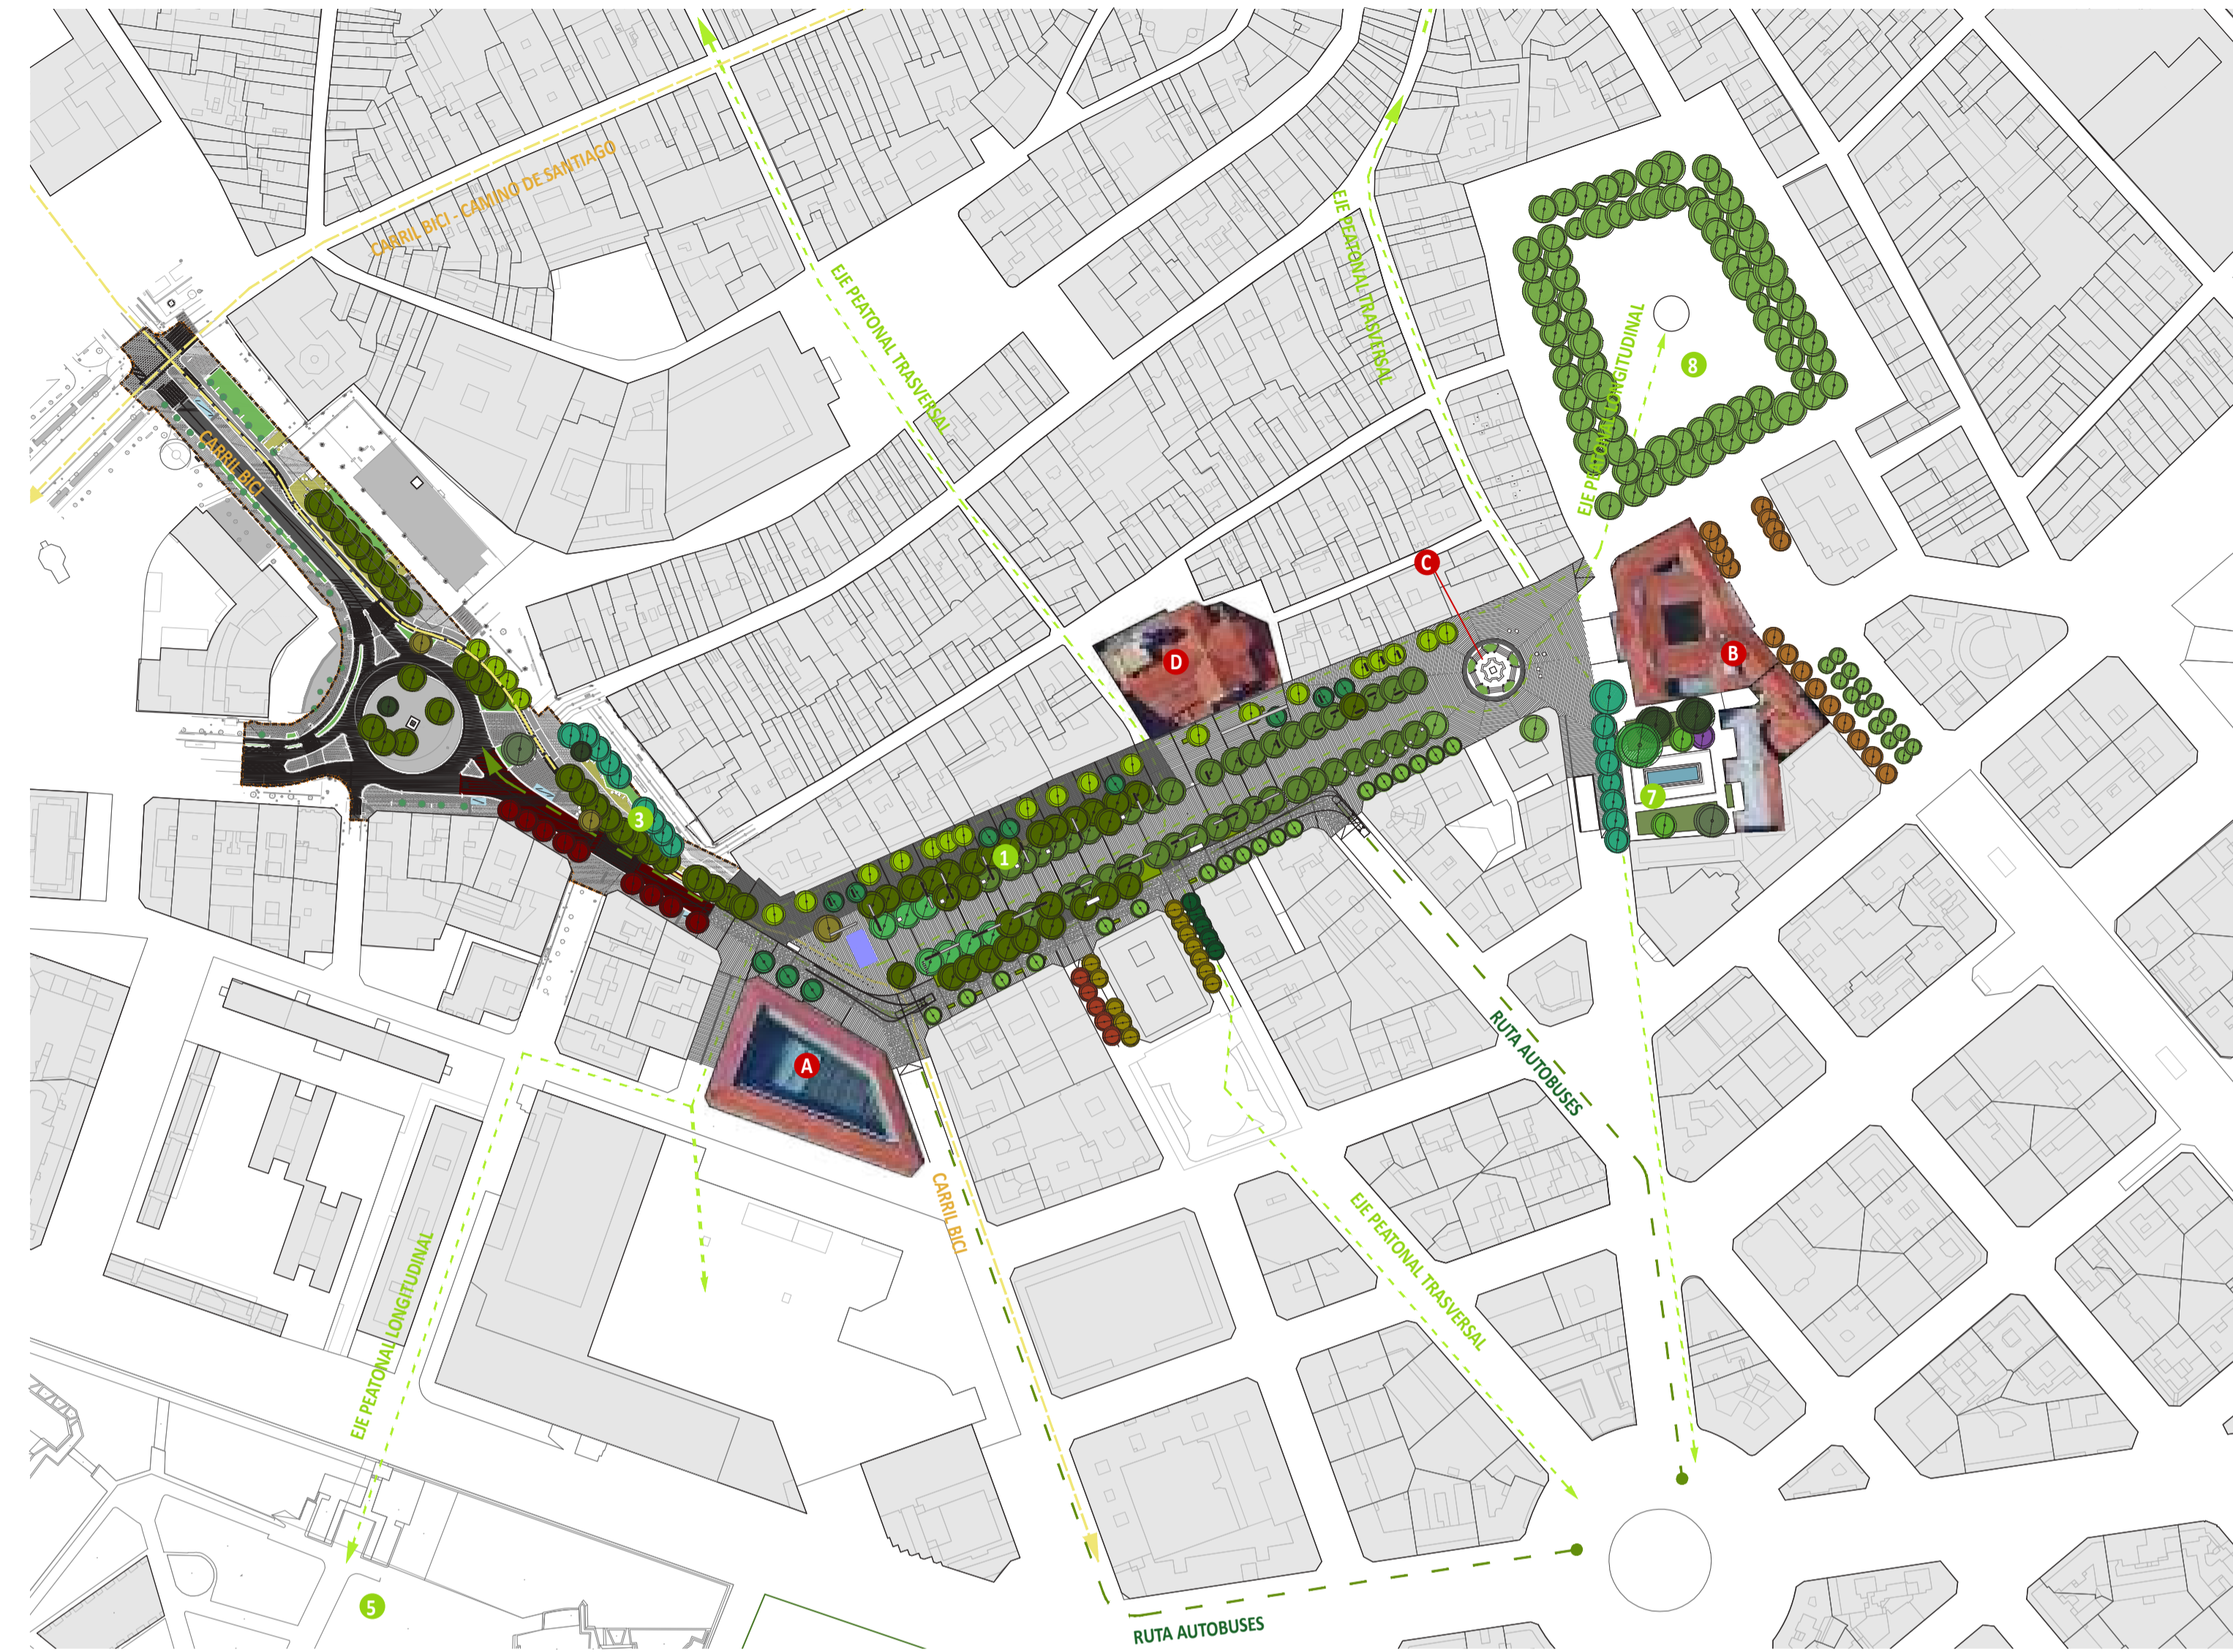 CARRIL BICI - CAMINO DE SANTIAGO
EJE PEATONAL TRASVERSAL
EJE PEATONAL TRASVERSAL
EJE PEATONAL LONGITUDINAL
8
CARRIL BICI
C
D
B
7
3
1
A
RUTA AUTOBUSES
CARRIL BICI
EJE PEATONAL TRASVERSAL
EJE PEATONAL LONGITUDINAL
5
RUTA AUTOBUSES